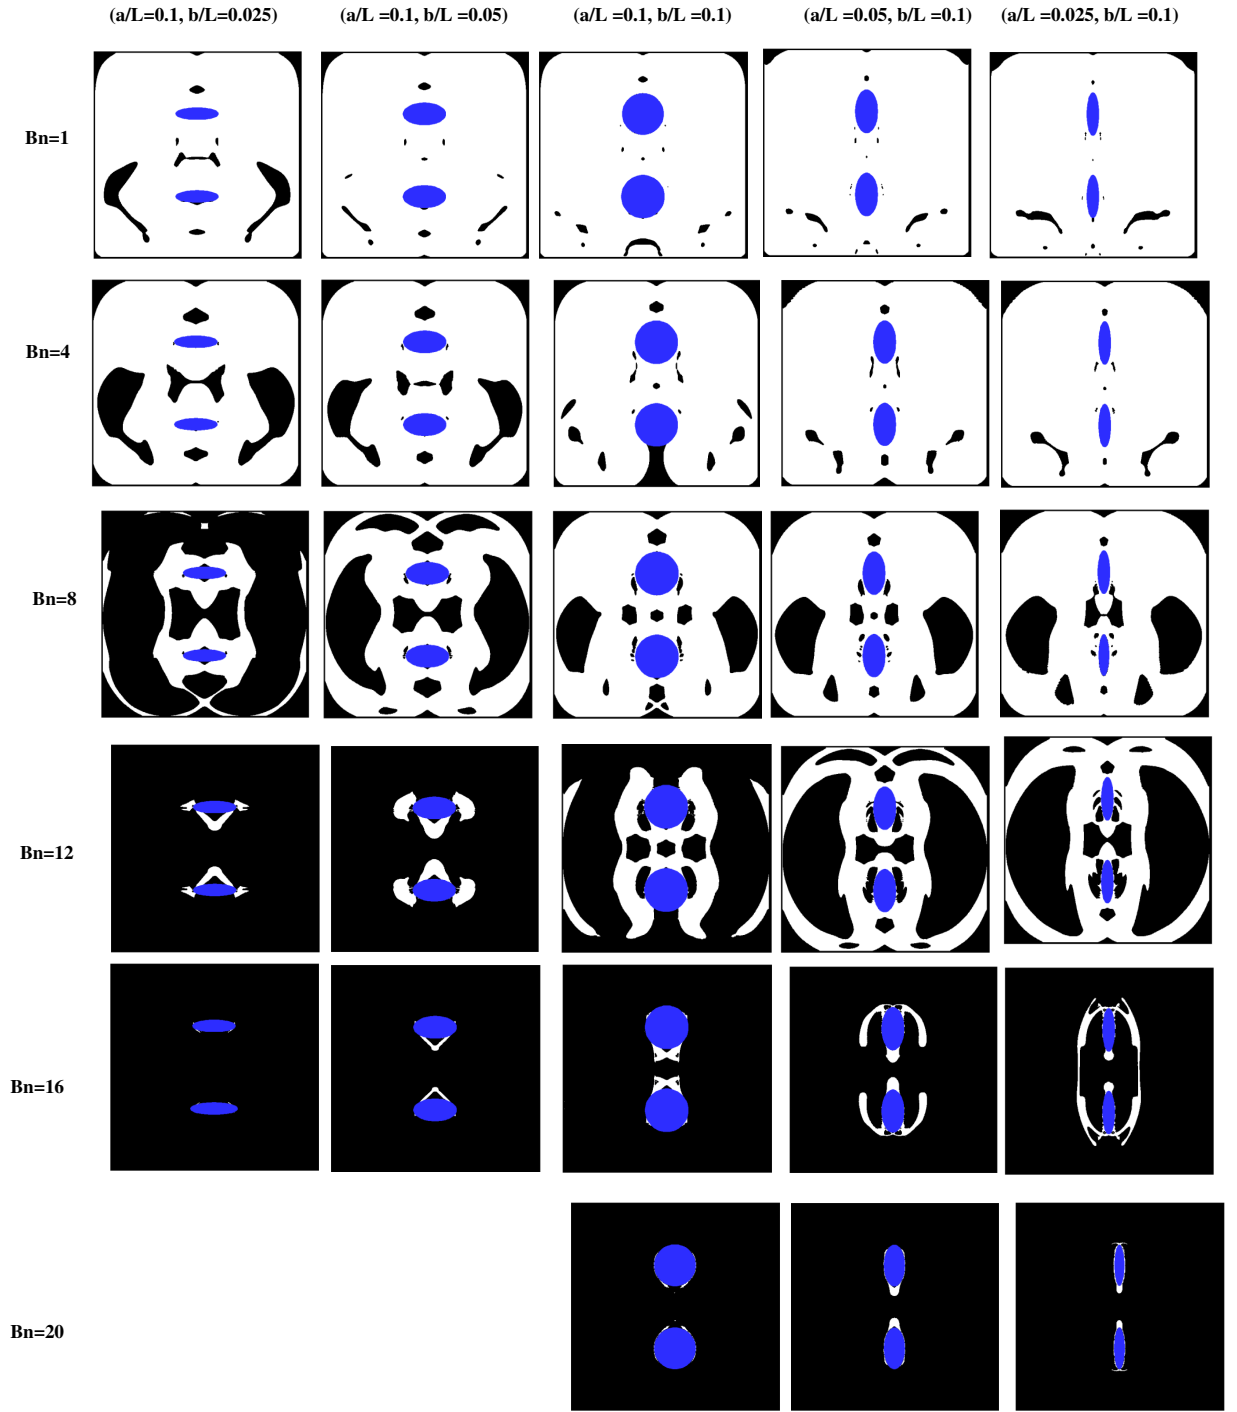 (a/L=0.1, b/L=0.025) (a/L =0.1, b/L =0.05) (a/L =0.1, b/L =0.1) (a/L =0.05, b/L =0.1) (a/L =0.025, b/L =0.1)
Bn=1
Bn=4
Bn=8
Bn=12
Bn=16
Bn=20